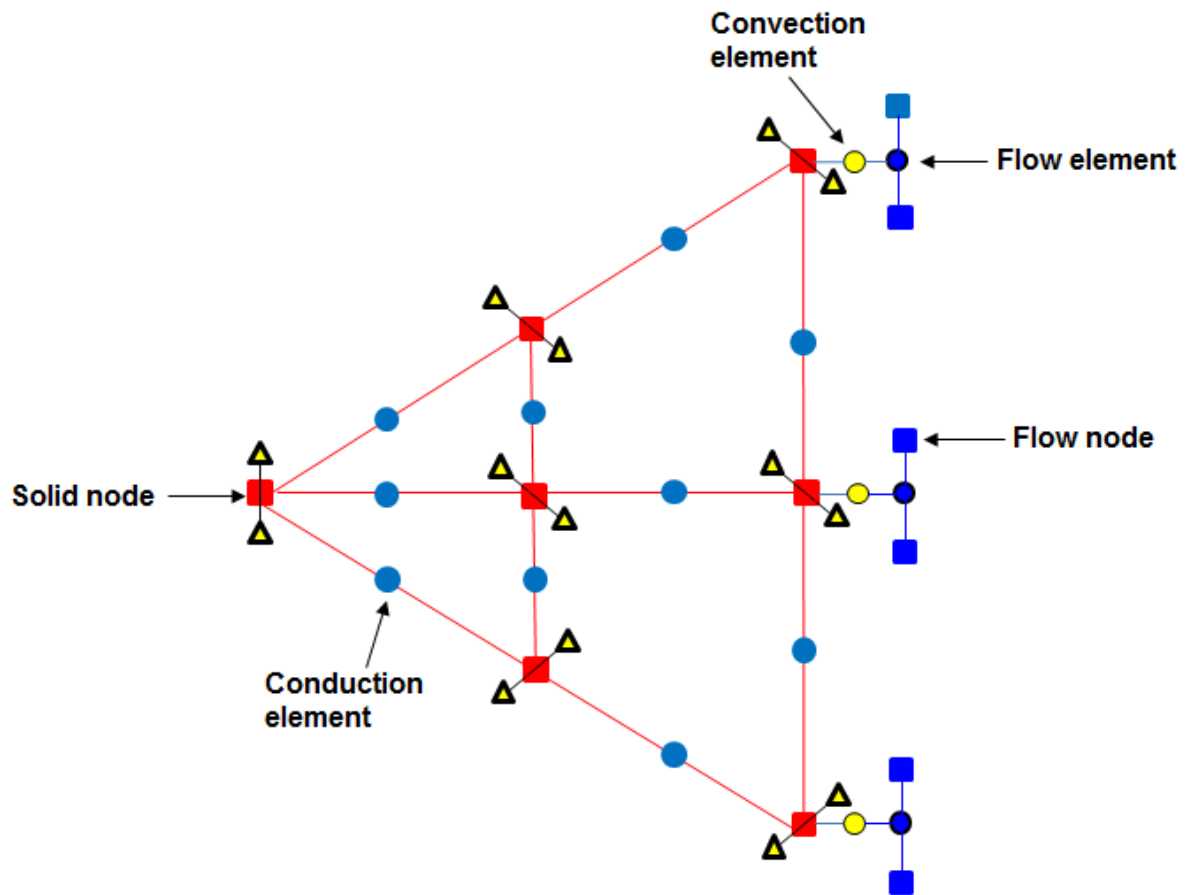 Convection
element
Flow element
Flow node
Solid node
Conduction
element